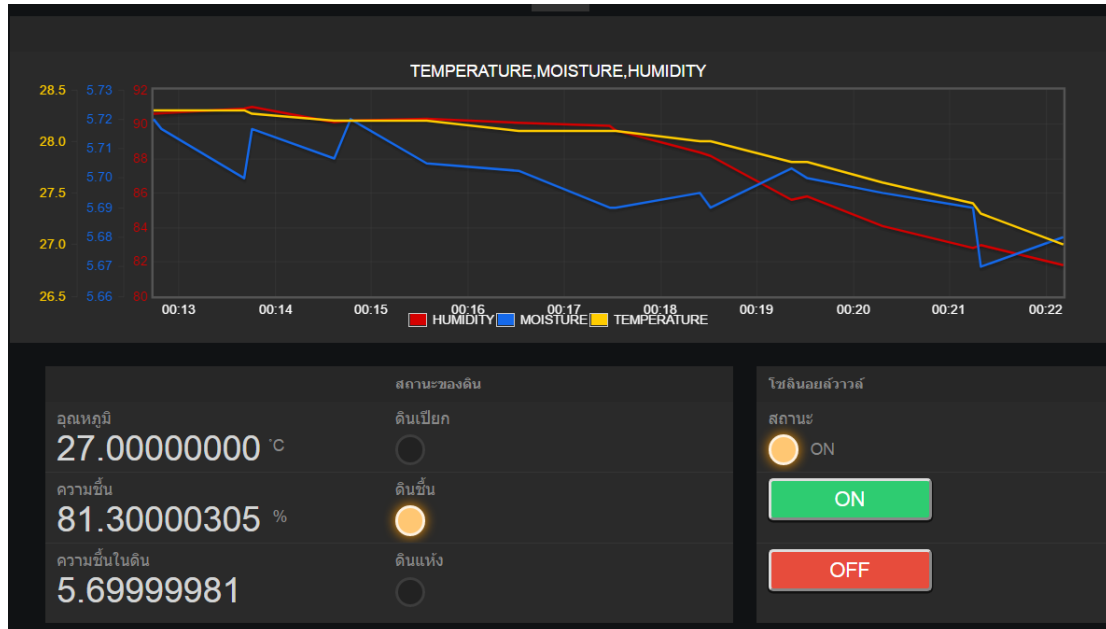 TEMPERATURE,MOISTURE,HUMIDITY
28.5 5.73 92
5.72 90
28.0 5.71
88
5.70
27.5 86
5.69
84
27.0 5.68
5.67 82
26.5 5.66 80
00:13 00:14 00:15 00:16 00:17 00:18 00:19 00:20 00:21 00:22
HUMIDITY MOISTURE TEMPERATURE
สถานะของดิน
อุณหภูมิ ดินเปียก
27.00000000 °C
ความชื้น ดินชื้น
81.30000305 %
ความชื้นในดิน ดินแห้ง
5.69999981
โซลินอยด์วาวล์
สถานะ
ON
ON
OFF